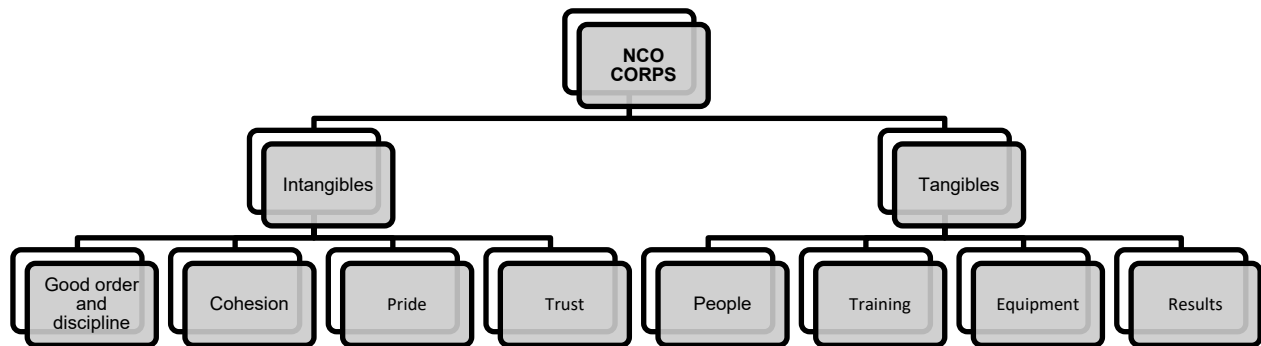 NCO
CORPS
Intangibles
Tangibles
Good order
and
discipline
Cohesion
Pride
Trust
People
Training
Equipment
Results